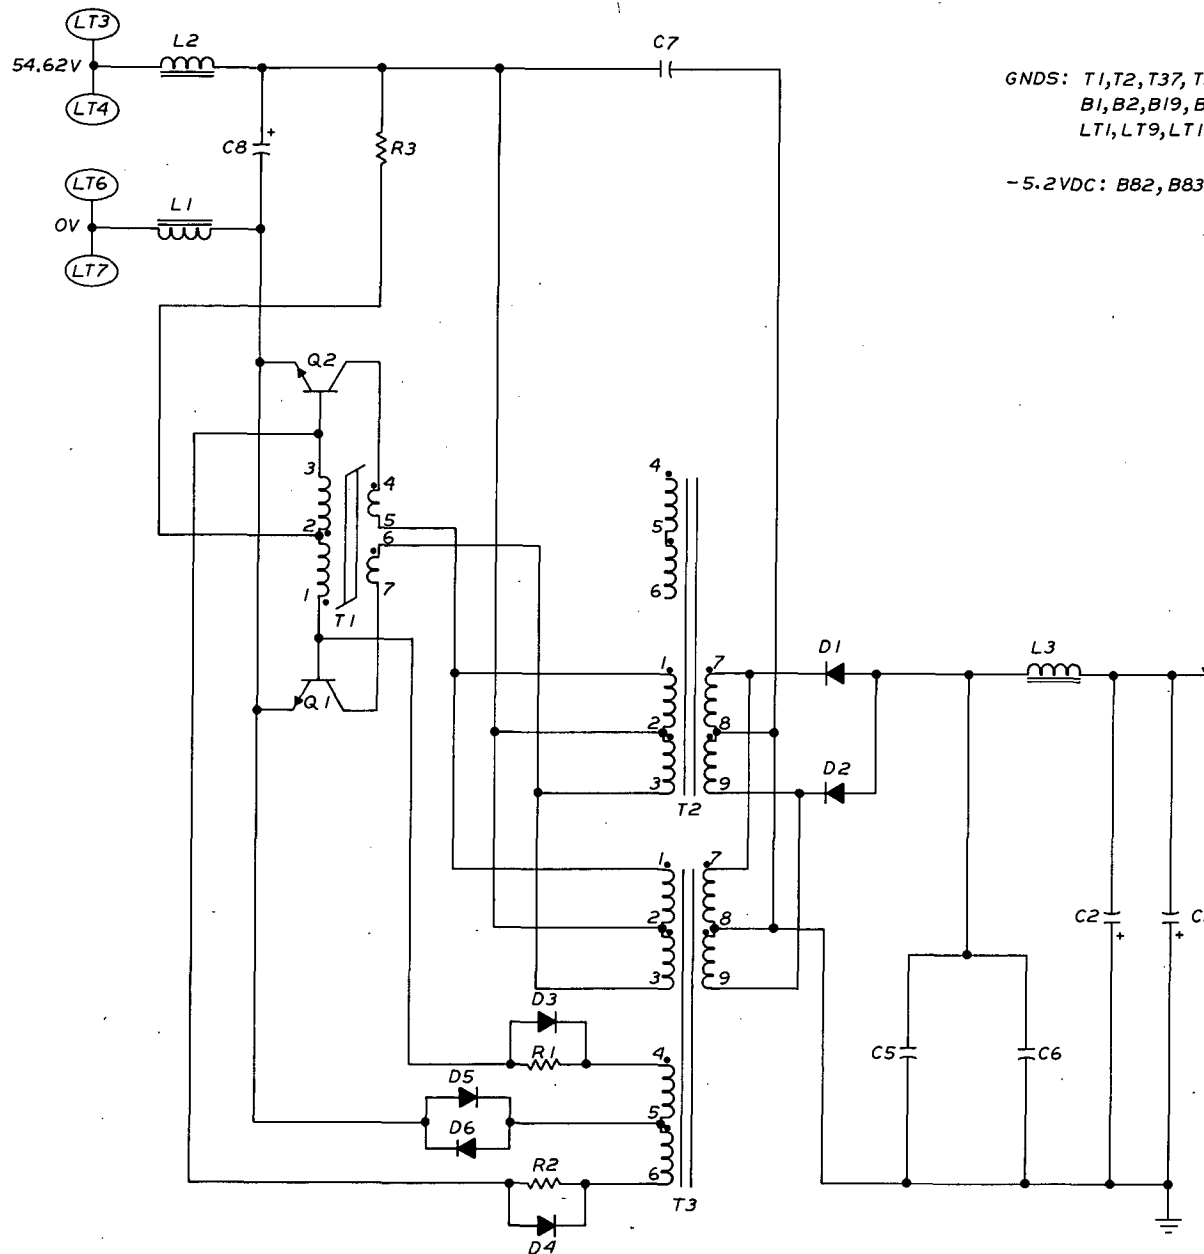 LT3
L2
54.62V
LT4
C7
GNDS: T1,T2,T37,T
B1,B2,B19,B
LT1,LT9,LT1
C8
+
R3
-5.2VDC: B82,B83
LT6
L1
0V
LT7
Q2
3
4
2
5
6
1
7
T1
Q1
4
5
6
1
7
D1
L3
2
8
3
9
D2
T2
1
7
2
8
3
9
C2
+
C
+
D3
R1
4
C5
C6
D5
5
D6
R2
6
T3
D4